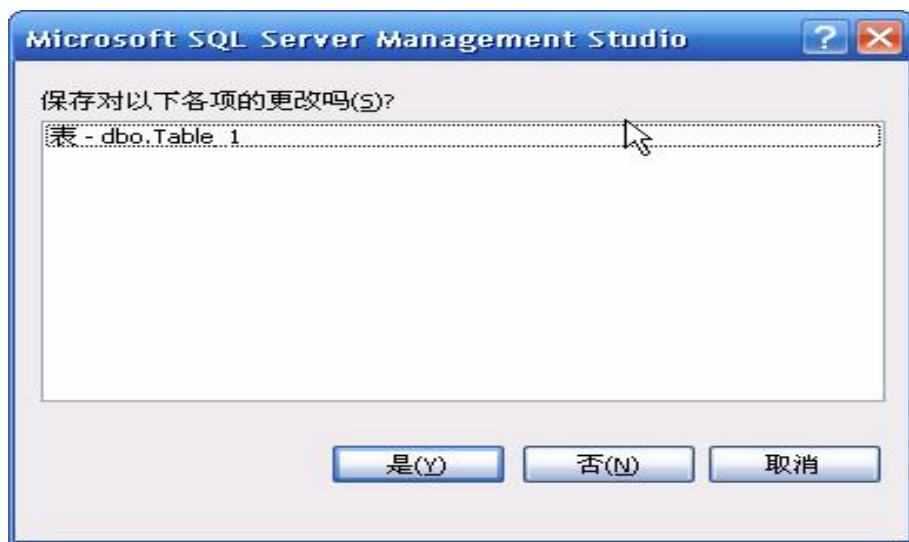 Microsoft SQL Server Management Studio
保存对以下各项的更改吗(S)?
表 - dbo.Table_1
是(Y) 否(N) 取消